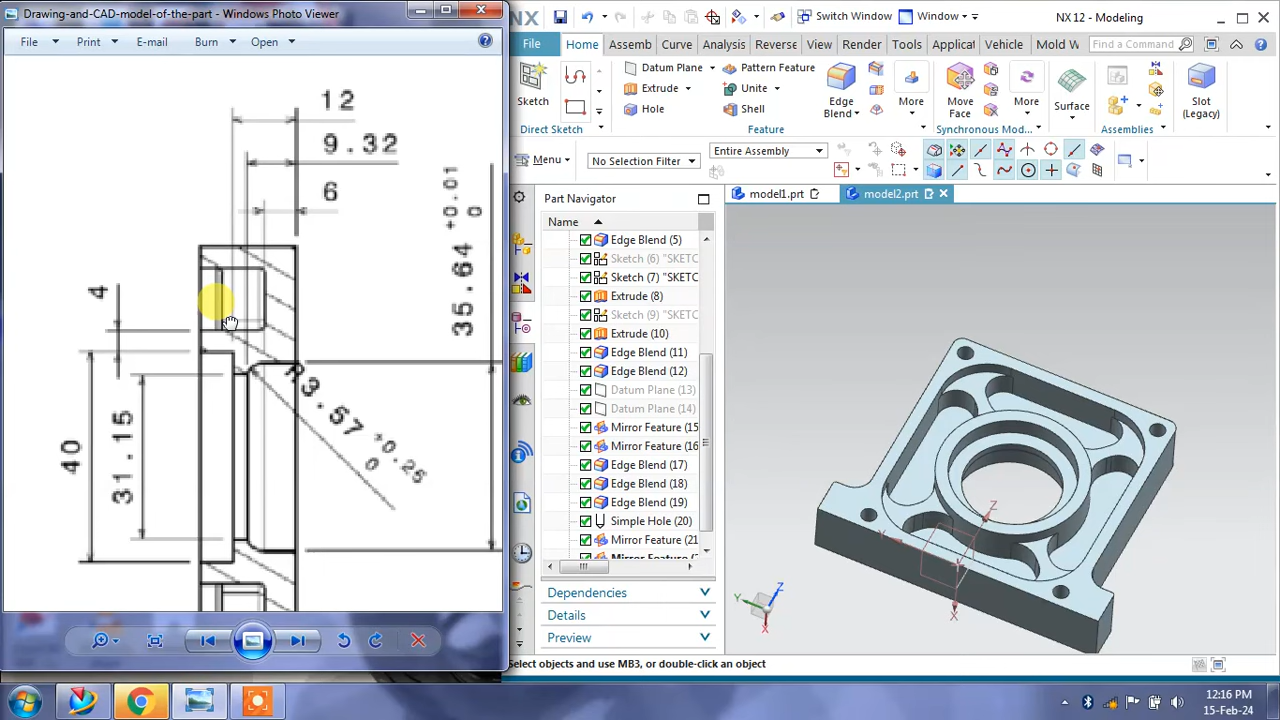 Drawing-and-CAD-model-of-the-part - Windows Photo Viewer
File
Print
E-mail
Burn
Open
12
9.32
6
+0.01
0
35.64
4
40
31.15
R3.57
+0.25
0
NX
Switch Window
Window
NX 12 - Modeling
File
Home
Assemb
Curve
Analysis
Reverse
View
Render
Tools
Applical
Vehicle
Mold W
Find a Command
Sketch
Datum Plane
Extrude
Hole
Pattern Feature
Unite
Shell
Edge
Blend
More
Move
Face
More
Surface
Slot
(Legacy)
Direct Sketch
Feature
Synchronous Mod...
Assemblies
Menu
No Selection Filter
Entire Assembly
Part Navigator
model1.prt
model2.prt
Name
Edge Blend (5)
Sketch (6) "SKETC
Sketch (7) "SKETC
Extrude (8)
Sketch (9) "SKETC
Extrude (10)
Edge Blend (11)
Edge Blend (12)
Datum Plane (13)
Datum Plane (14)
Mirror Feature (15
Mirror Feature (16
Edge Blend (17)
Edge Blend (18)
Edge Blend (19)
Simple Hole (20)
Mirror Feature (21
Dependencies
Details
Preview
Z
Y
X
Z
Y
X
Select objects and use MB3, or double-click an object
12:16 PM
15-Feb-24